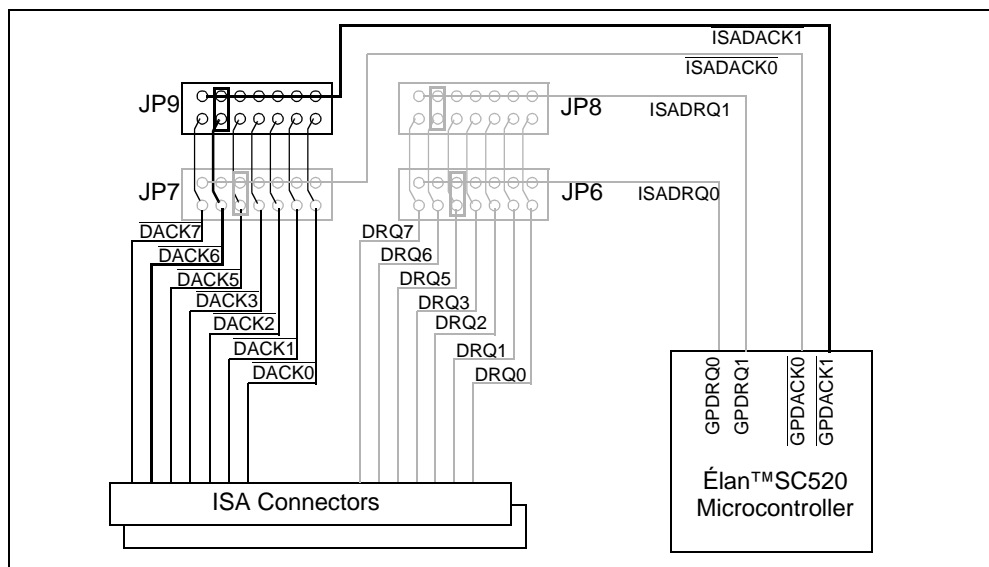 ISADACK1
ISADACK0
JP9
JP8
ISADRQ1
JP7
JP6
ISADRQ0
DACK7
DRQ7
DACK6
DRQ6
DACK5
DRQ5
DACK3
DRQ3
DACK2
DRQ2
DACK1
DRQ1
DACK0
DRQ0
GPDRQ0
GPDRQ1
GPDACK0
GPDACK1
ISA Connectors
Élan™SC520
Microcontroller